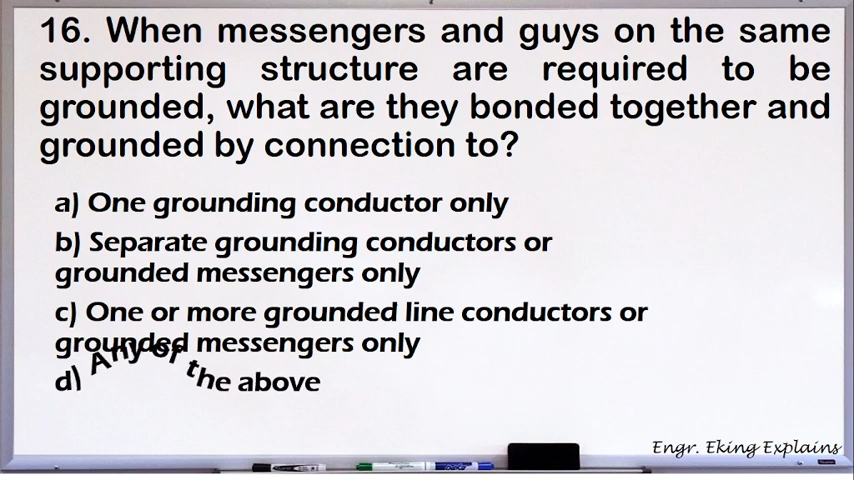 16. When messengers and guys on the same
supporting structure are required to be
grounded, what are they bonded together and
grounded by connection to?
a) One grounding conductor only
b) Separate grounding conductors or
grounded messengers only
c) One or more grounded line conductors or
grounded messengers only
d) Any of the above
Engr. Eking Explains